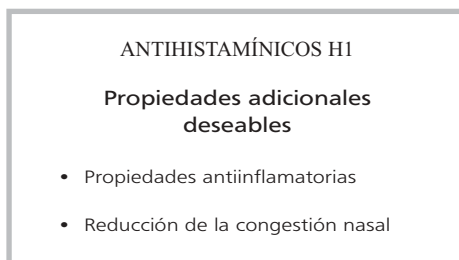 ANTIHISTAMÍNICOS H1
Propiedades adicionales
deseables
• Propiedades antiinflamatorias
• Reducción de la congestión nasal